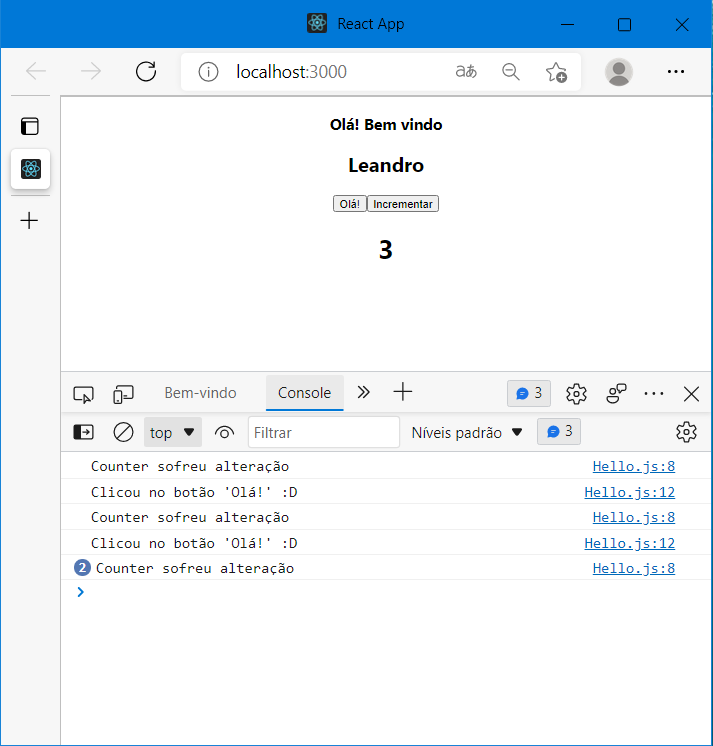 React App
localhost:3000 aあ
Olá! Bem vindo
Leandro
Olá! Incrementar
3
Bem-vindo Console 3
top Filtrar Níveis padrão 3
Counter sofreu alteração Hello.js:8
Clicou no botão 'Olá!' :D Hello.js:12
Counter sofreu alteração Hello.js:8
Clicou no botão 'Olá!' :D Hello.js:12
2 Counter sofreu alteração Hello.js:8